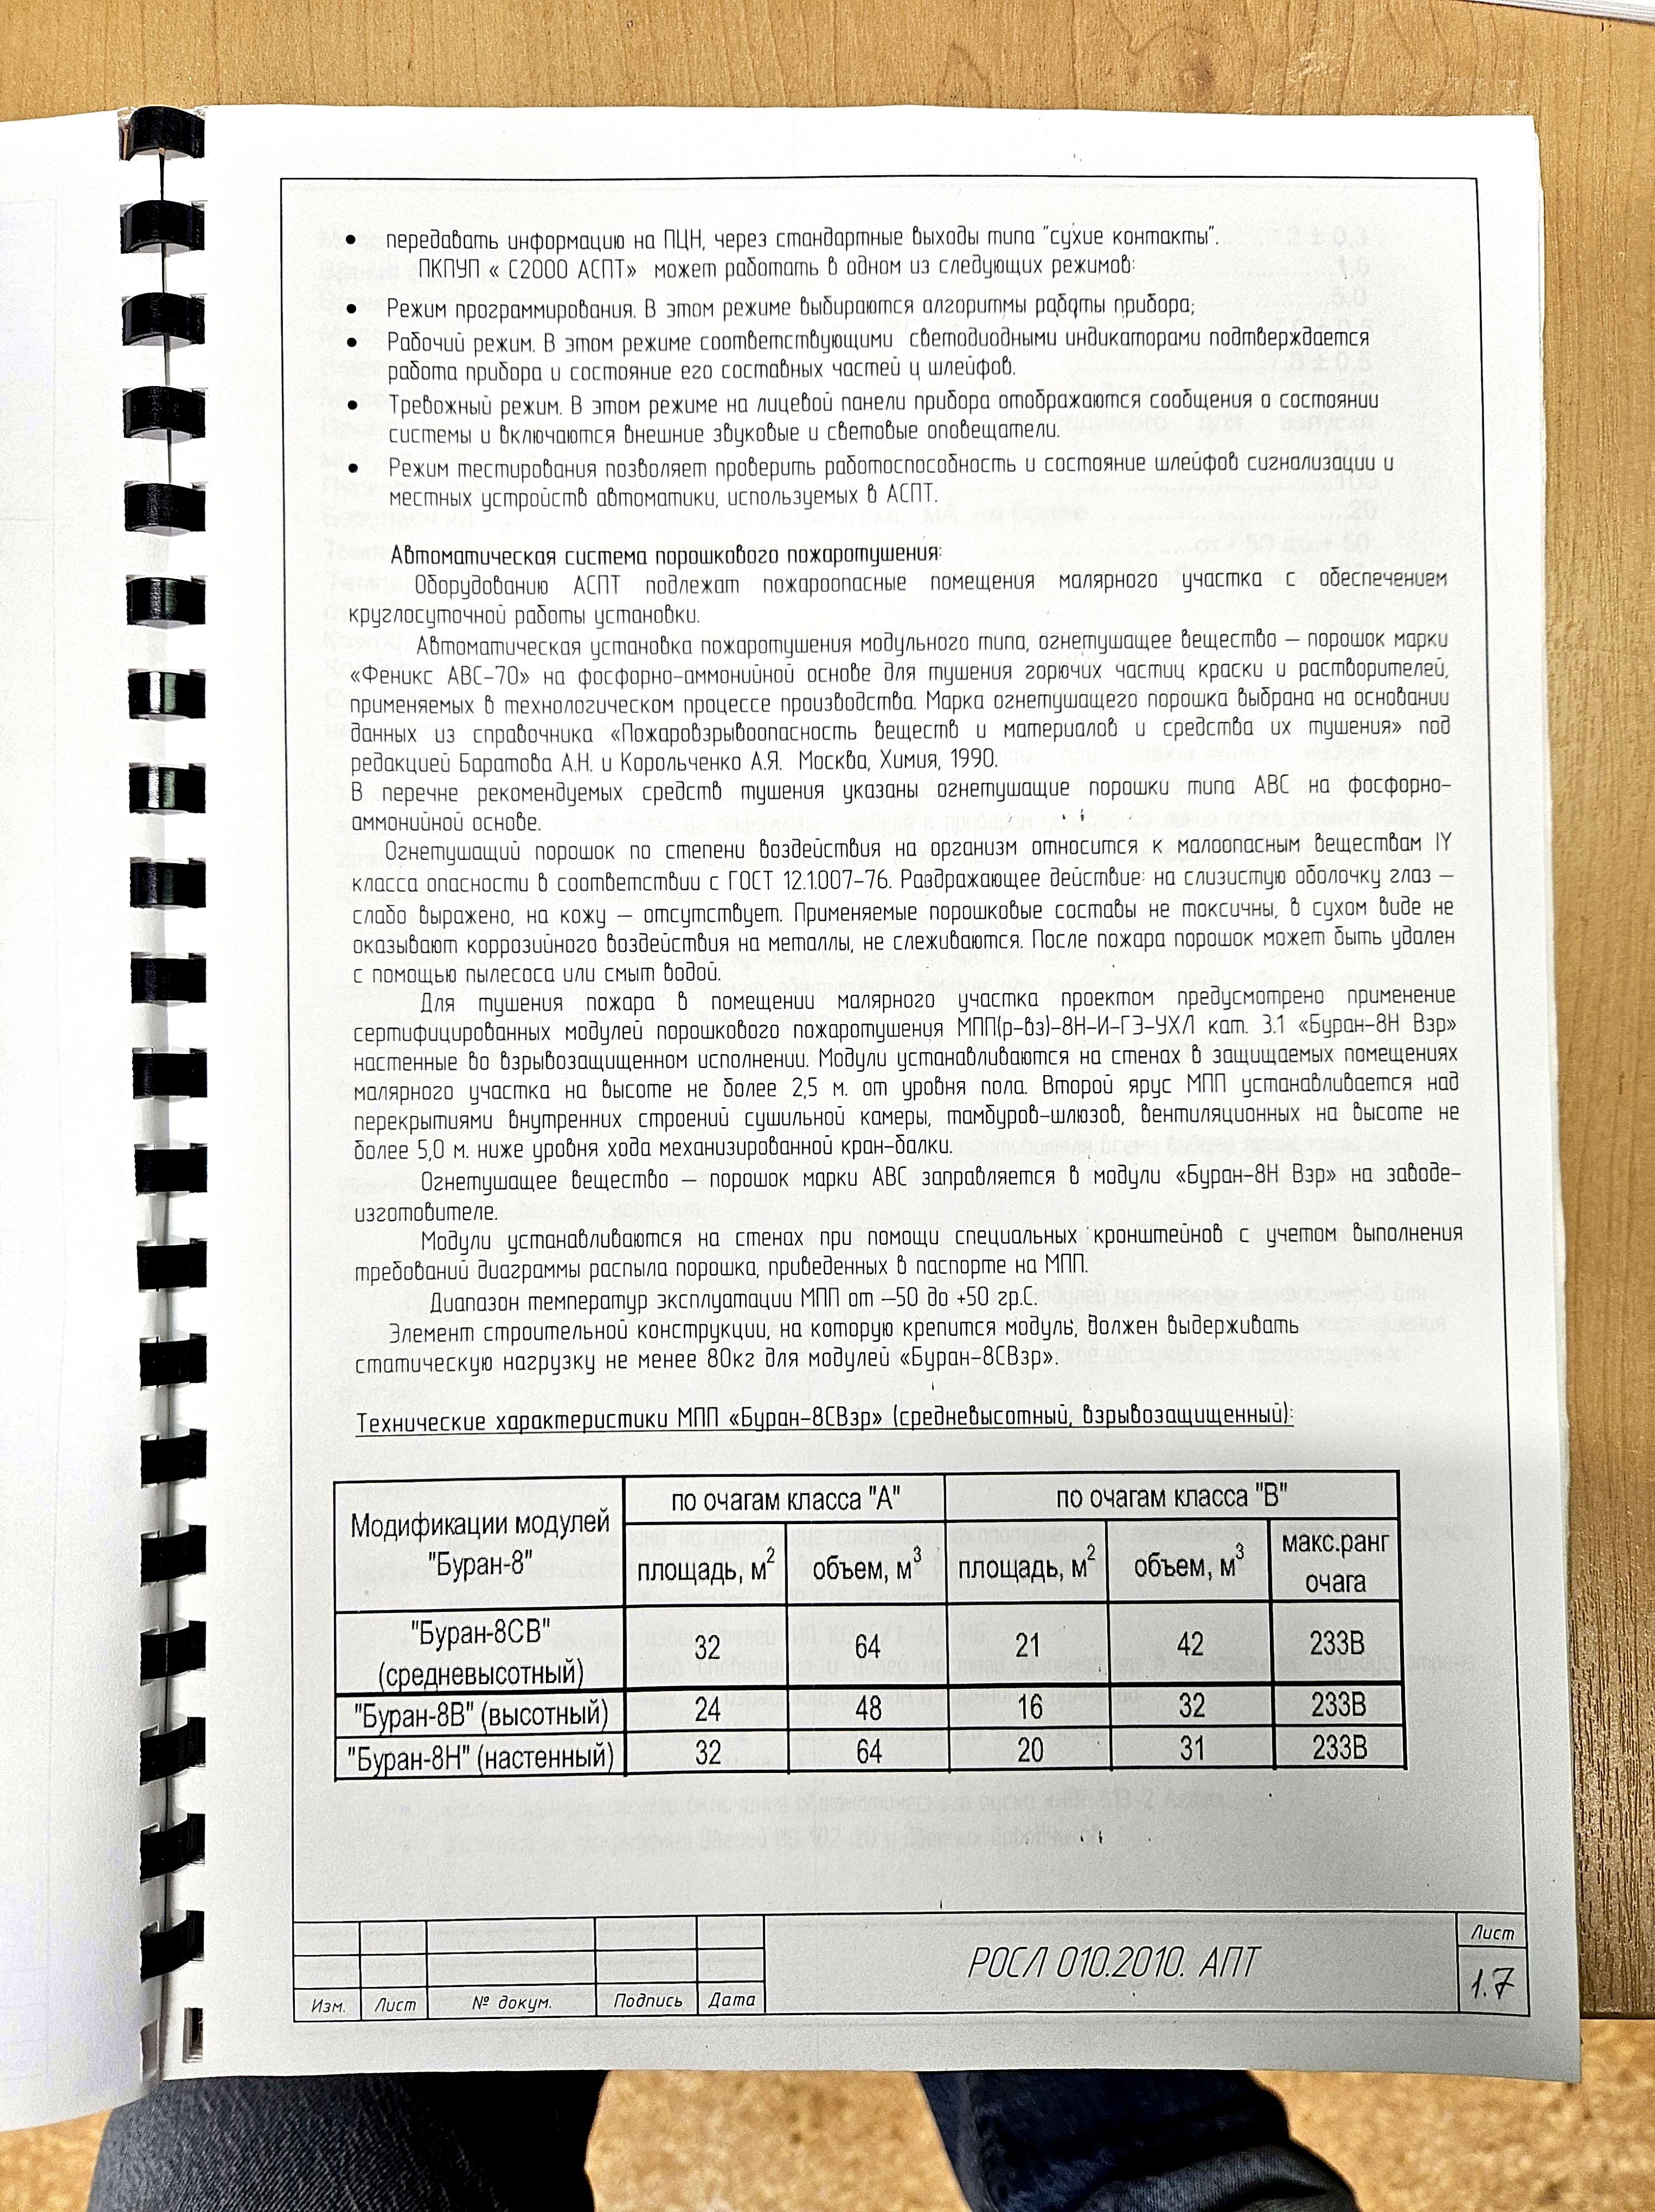 • передавать информацию на ПЦН, через стандартные выходы типа "сухие контакты".
ПКПУП « С2000 АСПТ» может работать в одном из следующих режимов:
• Режим программирования. В этом режиме выбираются алгоритмы работы прибора;
• Рабочий режим. В этом режиме соответствующими светодиодными индикаторами подтверждается
работа прибора и состояние его составных частей ц шлейфов.
• Тревожный режим. В этом режиме на лицевой панели прибора отображаются сообщения о состоянии
системы и включаются внешние звуковые и световые оповещатели.
• Режим тестирования позволяет проверить работоспособность и состояние шлейфов сигнализации и
местных устройств автоматики, используемых в АСПТ.
Автоматическая система порошкового пожаротушения:
Оборудованию АСПТ подлежат пожароопасные помещения малярного участка с обеспечением
круглосуточной работы установки.
Автоматическая установка пожаротушения модульного типа, огнетушащее вещество – порошок марки
«Феникс АВС-70» на фосфорно-аммонийной основе для тушения горючих частиц краски и растворителей,
применяемых в технологическом процессе производства. Марка огнетушащего порошка выбрана на основании
данных из справочника «Пожаровзрывоопасность веществ и материалов и средства их тушения» под
редакцией Баратова А.Н. и Корольченко А.Я. Москва, Химия, 1990.
В перечне рекомендуемых средств тушения указаны огнетушащие порошки типа АВС на фосфорно-
аммонийной основе.
Огнетушащий порошок по степени воздействия на организм относится к малоопасным веществам IY
класса опасности в соответствии с ГОСТ 12.1.007-76. Раздражающее действие: на слизистую оболочку глаз –
слабо выражено, на кожу – отсутствует. Применяемые порошковые составы не токсичны, в сухом виде не
оказывают коррозийного воздействия на металлы, не слеживаются. После пожара порошок может быть удален
с помощью пылесоса или смыт водой.
Для тушения пожара в помещении малярного участка проектом предусмотрено применение
сертифицированных модулей порошкового пожаротушения МПП(р-вз)-8Н-И-ГЭ-УХЛ кат. 3.1 «Буран-8Н Взр»
настенные во взрывозащищенном исполнении. Модули устанавливаются на стенах в защищаемых помещениях
малярного участка на высоте не более 2,5 м. от уровня пола. Второй ярус МПП устанавливается над
перекрытиями внутренних строений сушильной камеры, тамбуров-шлюзов, вентиляционных на высоте не
более 5,0 м. ниже уровня хода механизированной кран-балки.
Огнетушащее вещество – порошок марки АВС заправляется в модули «Буран-8Н Взр» на заводе-
изготовителе.
Модули устанавливаются на стенах при помощи специальных кронштейнов с учетом выполнения
требований диаграммы распыла порошка, приведенных в паспорте на МПП.
Диапазон температур эксплуатации МПП от –50 до +50 гр.С.
Элемент строительной конструкции, на которую крепится модуль, должен выдерживать
статическую нагрузку не менее 80кг для модулей «Буран-8СВзр».
Технические характеристики МПП «Буран-8СВзр» (средневысотный, взрывозащищенный):
Модификации модулей "Буран-8" по очагам класса "А" по очагам класса "В"
площадь, м2 объем, м3 площадь, м2 объем, м3 макс.ранг очага
"Буран-8СВ" (средневысотный) 32 64 21 42 233В
"Буран-8В" (высотный) 24 48 16 32 233В
"Буран-8Н" (настенный) 32 64 20 31 233В
РОСЛ 010.2010. АПТ
Лист
1.7
Изм. Лист № докум. Подпись Дата